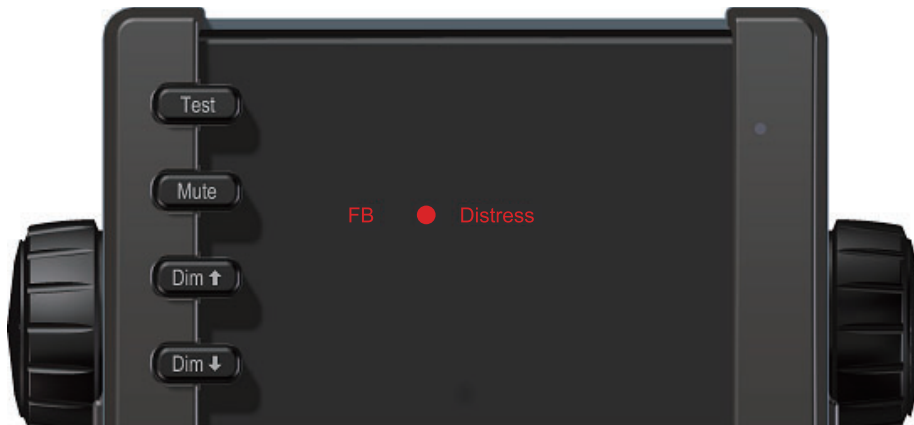 Test
Mute
FB Distress
Dim ⬆
Dim ⬇